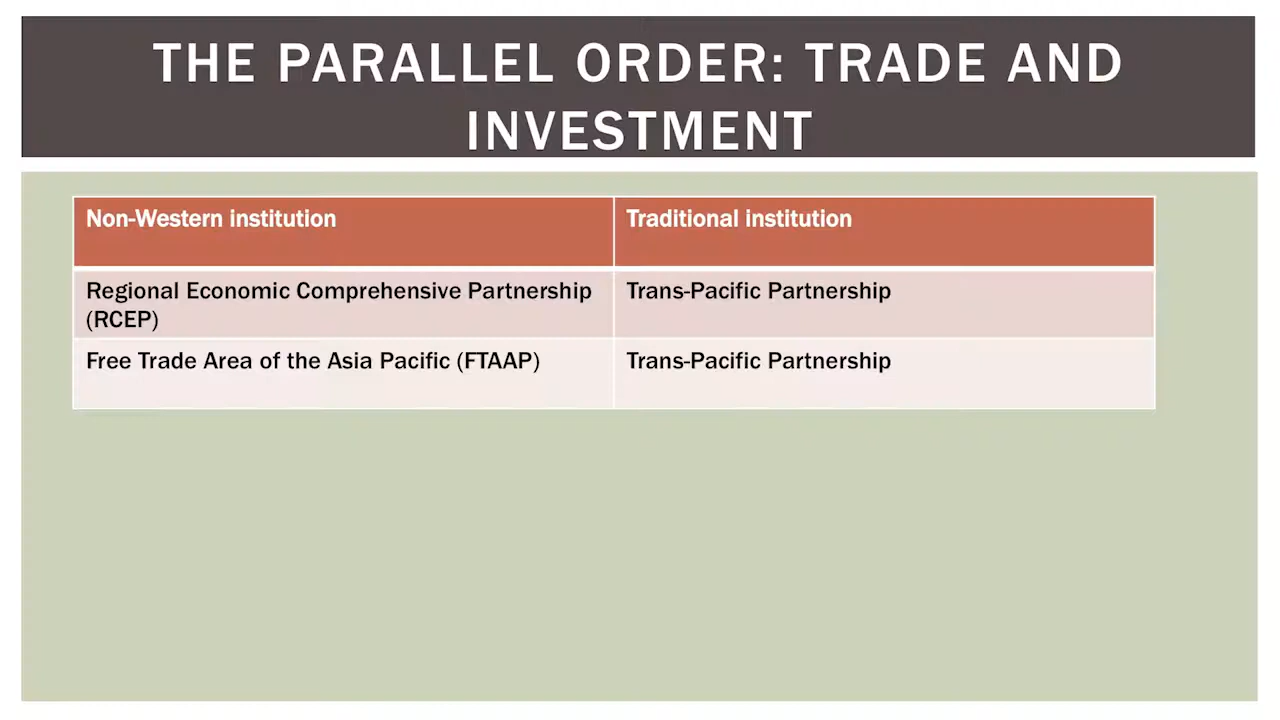 THE PARALLEL ORDER: TRADE AND
INVESTMENT
Non-Western institution
Traditional institution
Regional Economic Comprehensive Partnership
(RCEP)
Trans-Pacific Partnership
Free Trade Area of the Asia Pacific (FTAAP)
Trans-Pacific Partnership